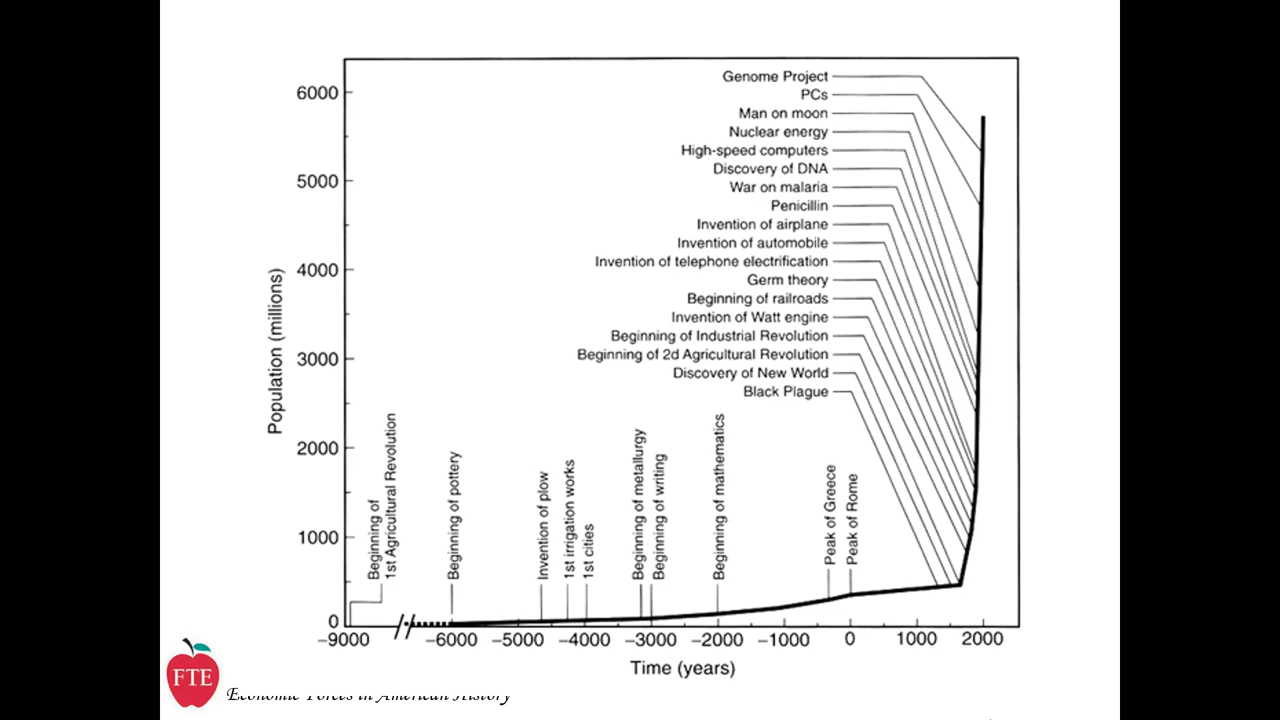 Genome Project
PCs
Man on moon
Nuclear energy
High-speed computers
Discovery of DNA
War on malaria
Penicillin
Invention of airplane
Invention of automobile
Invention of telephone electrification
Germ theory
Beginning of railroads
Invention of Watt engine
Beginning of Industrial Revolution
Beginning of 2d Agricultural Revolution
Discovery of New World
Black Plague
6000
5000
4000
3000
2000
1000
0
Population (millions)
Beginning of
1st Agricultural Revolution
Beginning of pottery
Invention of plow
1st irrigation works
1st cities
Beginning of metallurgy
Beginning of writing
Beginning of mathematics
Peak of Greece
Peak of Rome
−9000
−6000
−5000
−4000
−3000
−2000
−1000
0
1000
2000
Time (years)
FTE
Economic Forces in American History